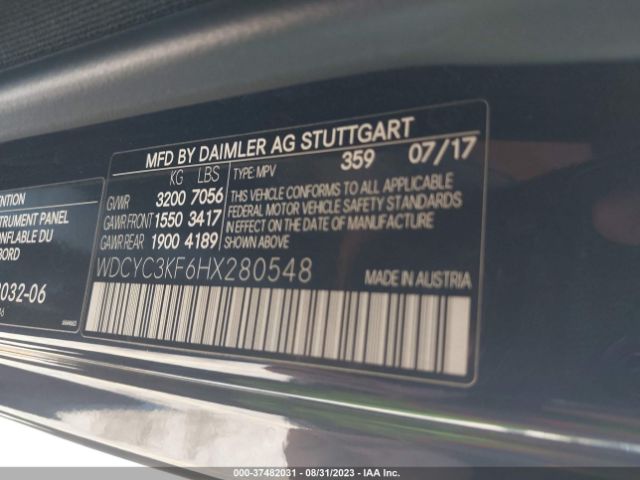 NTION
TRUMENT PANEL
ONFLABLE DU
BORD
032-06
MFD BY DAIMLER AG STUTTGART
KG LBS
GVWR 3200 7056
GAWR FRONT 1550 3417
GAWR REAR 1900 4189
TYPE: MPV 359 07/17
THIS VEHICLE CONFORMS TO ALL APPLICABLE
FEDERAL MOTOR VEHICLE SAFETY STANDARDS
IN EFFECT ON THE DATE OF MANUFACTURE
SHOWN ABOVE
WDCYC3KF6HX280548
MADE IN AUSTRIA
000-37482031 - 08/31/2023 - IAA Inc.